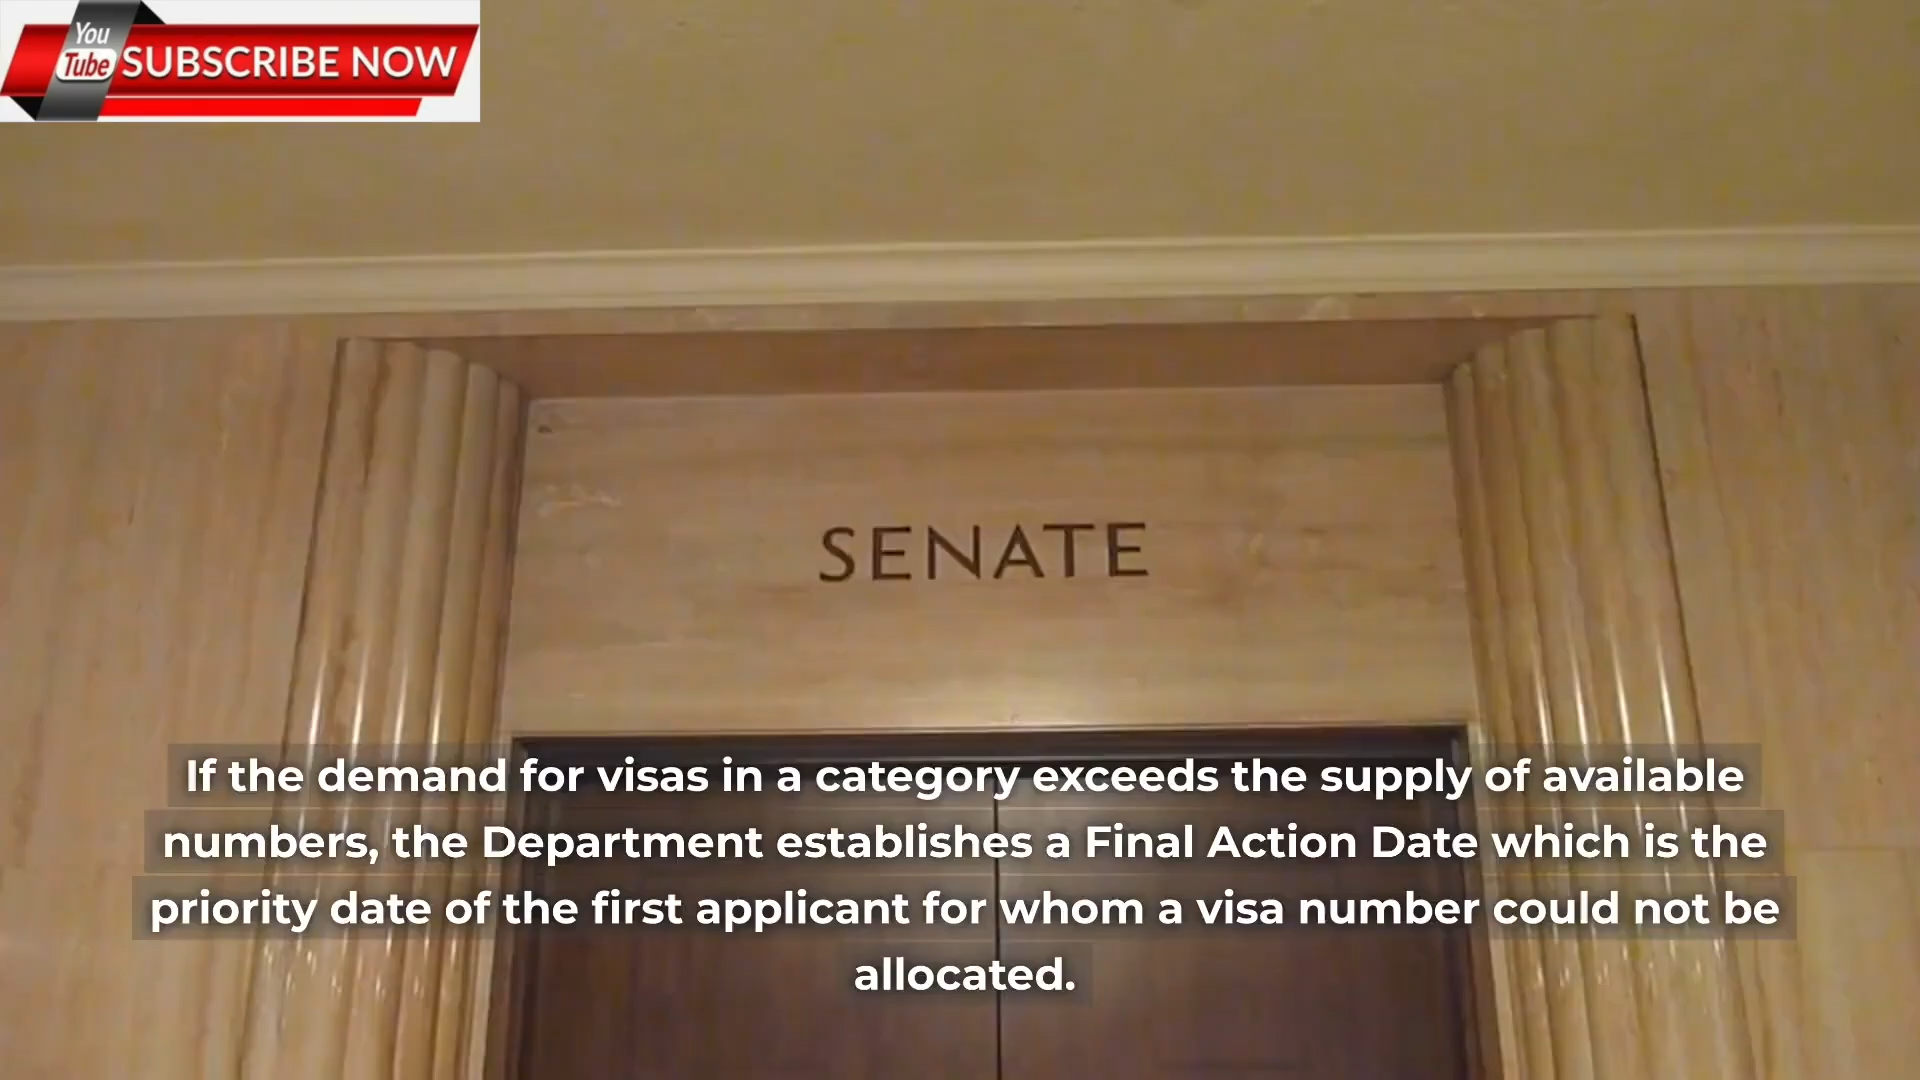 You
Tube SUBSCRIBE NOW
SENATE
If the demand for visas in a category exceeds the supply of available
numbers, the Department establishes a Final Action Date which is the
priority date of the first applicant for whom a visa number could not be
allocated.